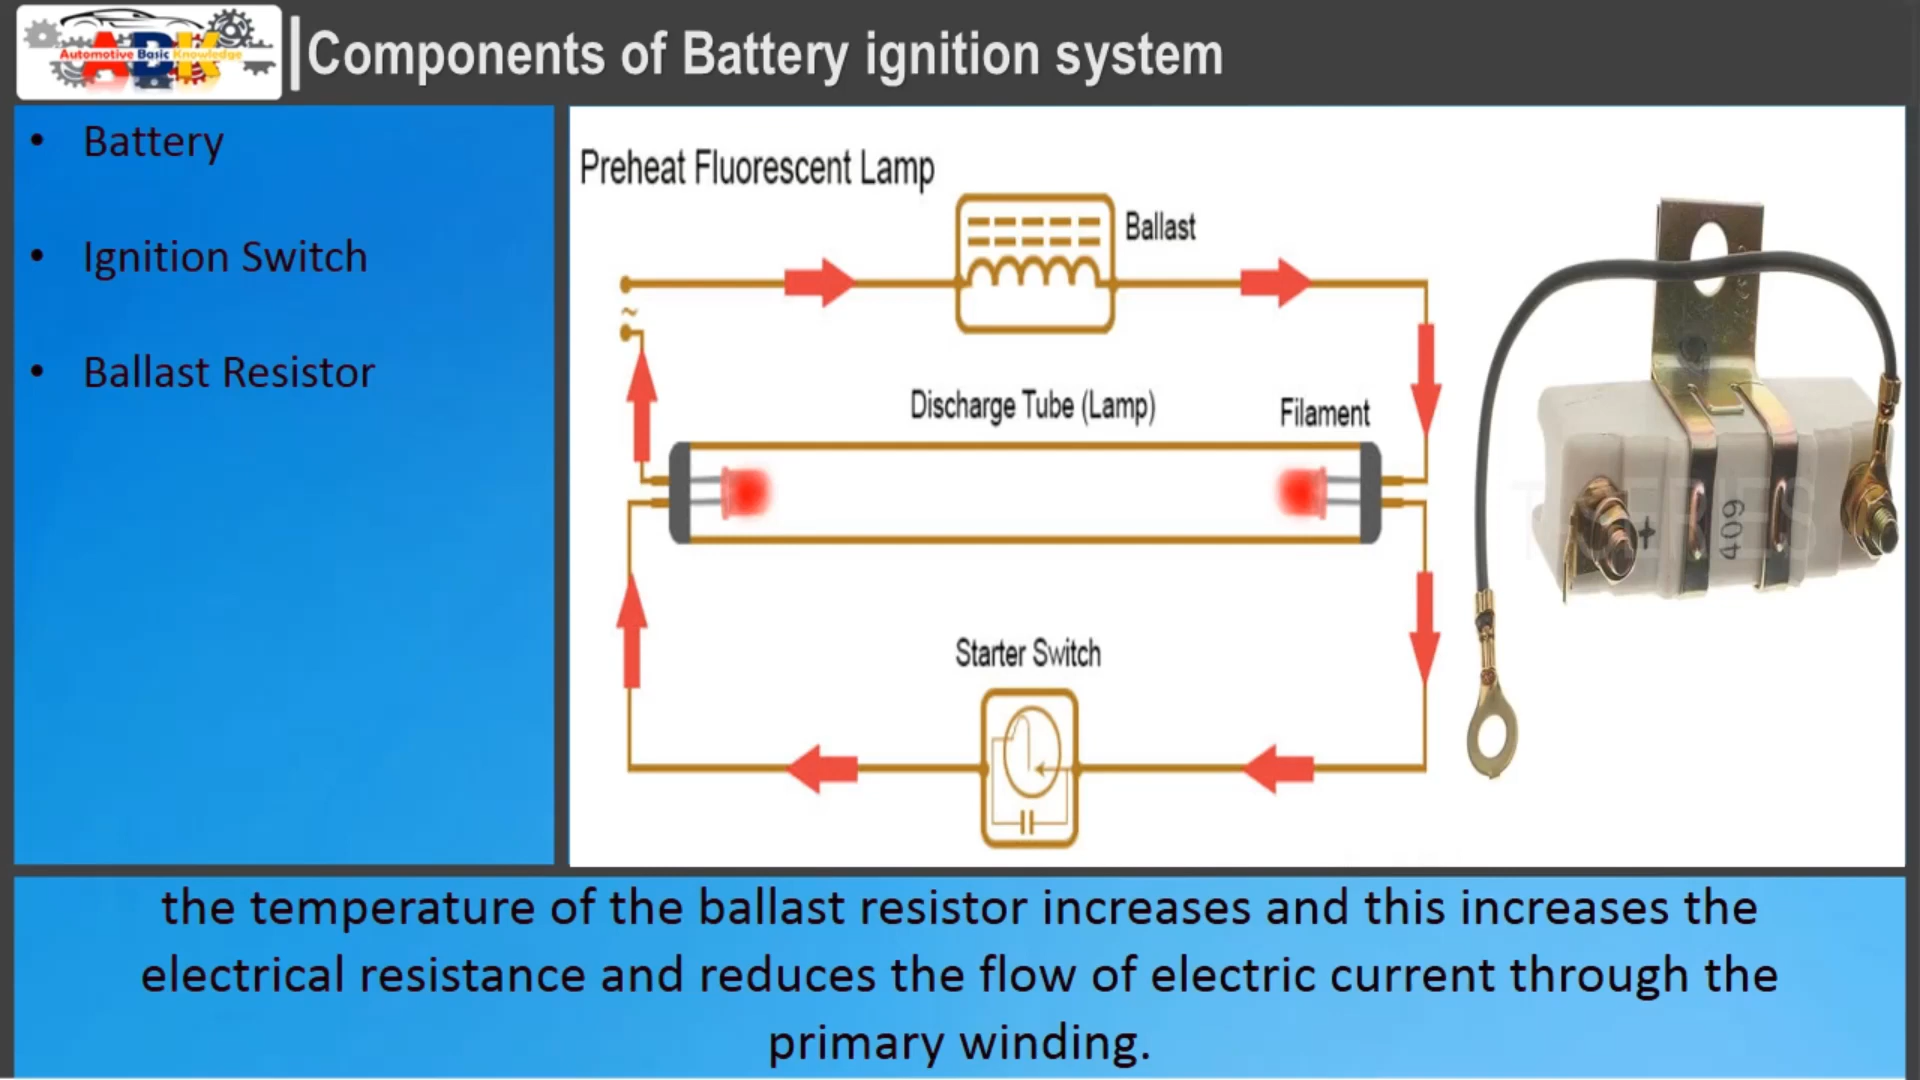 ABK
Automotive Basic Knowledge
Components of Battery ignition system
• Battery
• Ignition Switch
• Ballast Resistor
Preheat Fluorescent Lamp
Ballast
~
Discharge Tube (Lamp)
Filament
Starter Switch
+
409
the temperature of the ballast resistor increases and this increases the
electrical resistance and reduces the flow of electric current through the
primary winding.